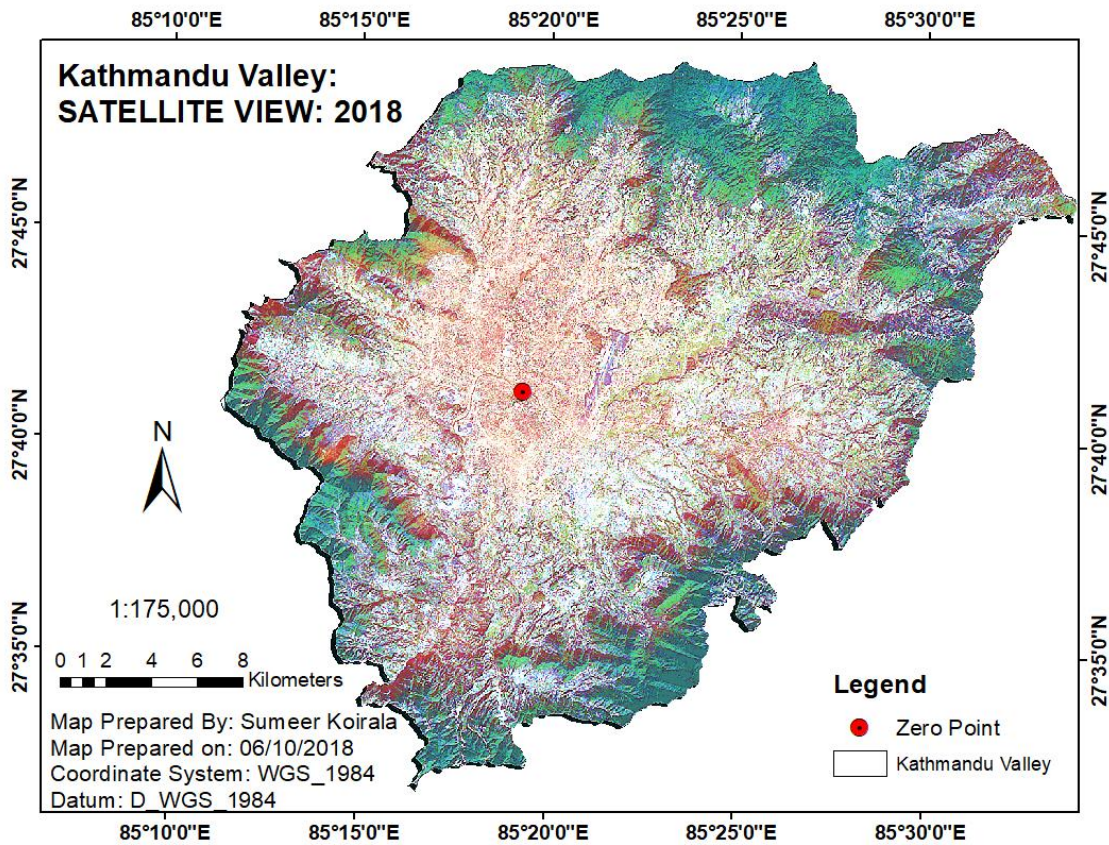 85°10'0"E 85°15'0"E 85°20'0"E 85°25'0"E 85°30'0"E
Kathmandu Valley:
SATELLITE VIEW: 2018
27°45'0"N
27°45'0"N
27°40'0"N
27°40'0"N
N
1:175,000
27°35'0"N
27°35'0"N
0 1 2 4 6 8
Kilometers
Map Prepared By: Sumeer Koirala
Map Prepared on: 06/10/2018
Coordinate System: WGS_1984
Datum: D_WGS_1984
Legend
Zero Point
Kathmandu Valley
85°10'0"E 85°15'0"E 85°20'0"E 85°25'0"E 85°30'0"E